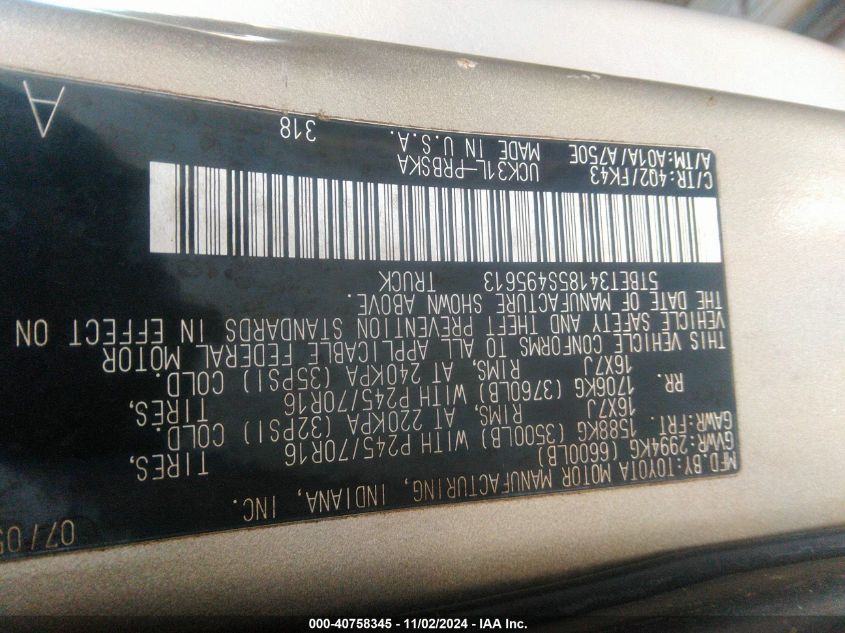 MFD.BY:TOYOTA MOTOR MANUFACTURING, INDIANA, INC. 07/05
GVWR:2994KG (6600LB)
GAWR:FRT. 1588KG (3500LB) WITH P245/70R16 TIRES,
16X7J RIMS, AT 220KPA (32PSI) COLD.
RR. 1706KG (3760LB) WITH P245/70R16 TIRES,
16X7J RIMS, AT 240KPA (35PSI) COLD.
THIS VEHICLE CONFORMS TO ALL APPLICABLE FEDERAL MOTOR
VEHICLE SAFETY AND THEFT PREVENTION STANDARDS IN EFFECT ON
THE DATE OF MANUFACTURE SHOWN ABOVE.
5TBET34185S495613 TRUCK
C/TR:4Q2/FK43 UCK31L-PRBSKA 318 A
A/TM:A01A/A750E MADE IN U.S.A.
000-40758345 - 11/02/2024 - IAA Inc.